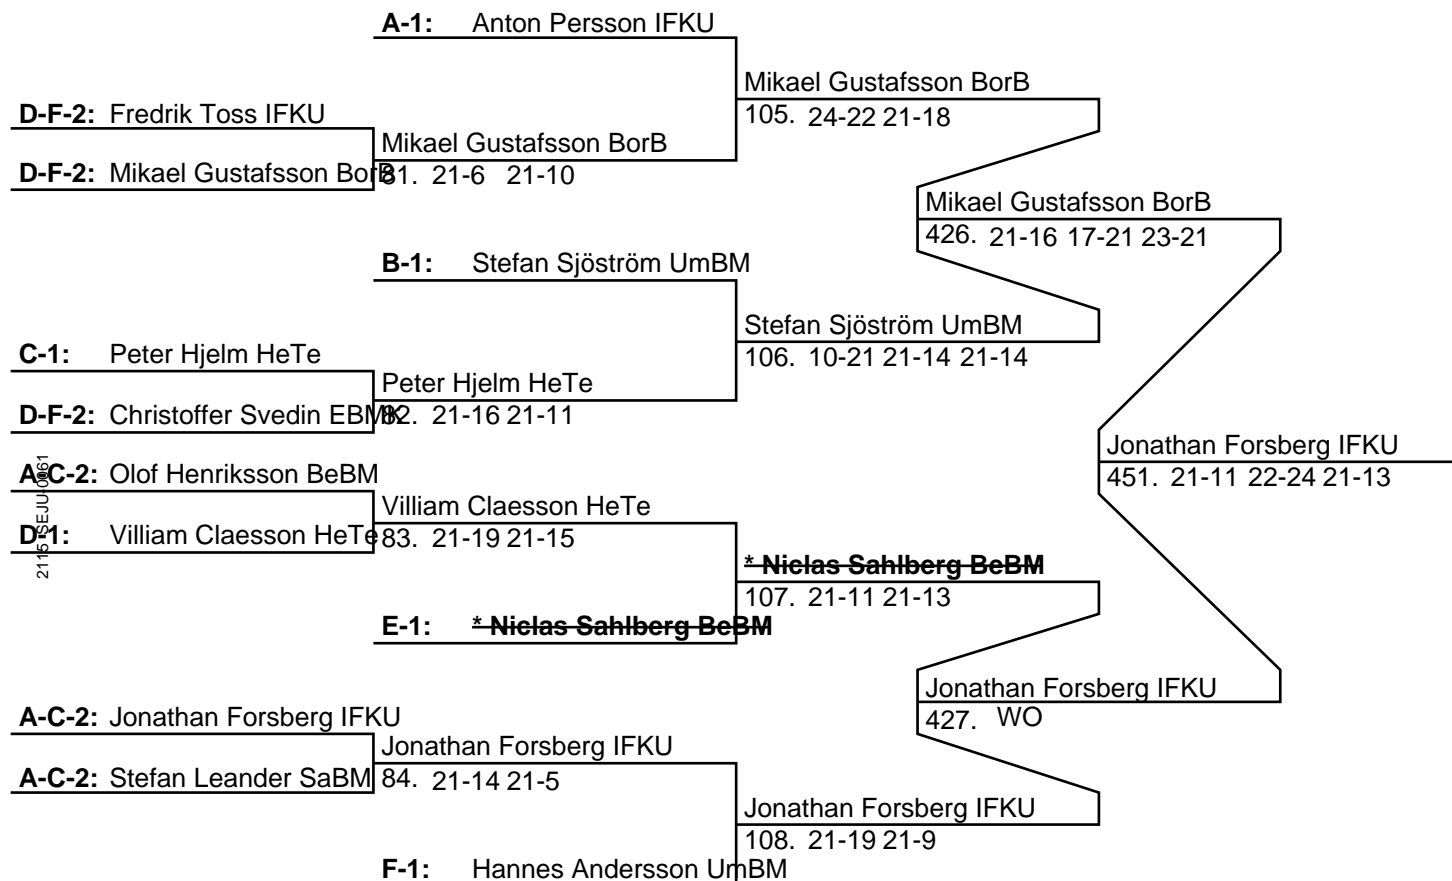 A-1: Anton Persson IFKU
Mikael Gustafsson BorB
D-F-2: Fredrik Toss IFKU
105. 24-22 21-18
Mikael Gustafsson BorB
D-F-2: Mikael Gustafsson BorB
81. 21-6 21-10
Mikael Gustafsson BorB
426. 21-16 17-21 23-21
B-1: Stefan Sjöström UmBM
Stefan Sjöström UmBM
C-1: Peter Hjelm HeTe
106. 10-21 21-14 21-14
Peter Hjelm HeTe
D-F-2: Christoffer Svedin EBMK
82. 21-16 21-11
Jonathan Forsberg IFKU
A-C-2: Olof Henriksson BeBM
451. 21-11 22-24 21-13
Villiam Claesson HeTe
D-1: Villiam Claesson HeTe
83. 21-19 21-15
2115 SEJU-0061
* Niclas Sahlberg BeBM
107. 21-11 21-13
E-1: * Niclas Sahlberg BeBM
Jonathan Forsberg IFKU
A-C-2: Jonathan Forsberg IFKU
427. WO
Jonathan Forsberg IFKU
A-C-2: Stefan Leander SaBM
84. 21-14 21-5
Jonathan Forsberg IFKU
108. 21-19 21-9
F-1: Hannes Andersson UmBM